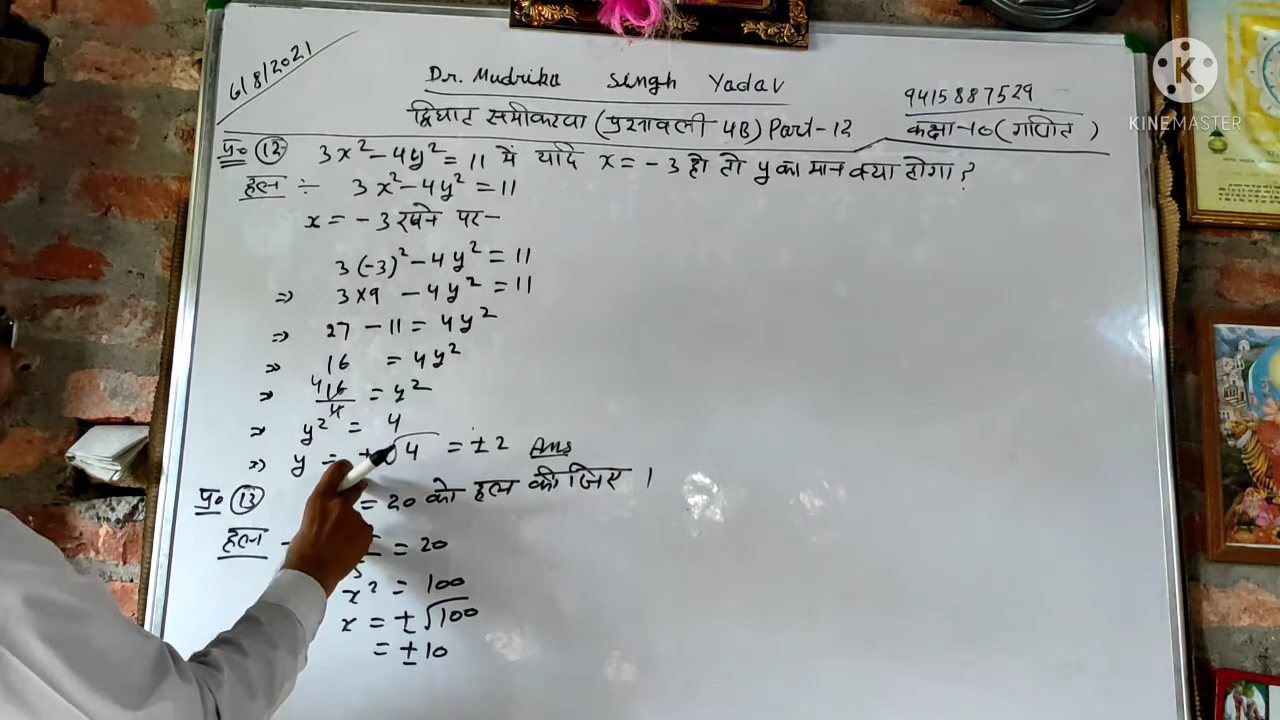 6/8/2021
Dr. Mudrika Singh Yadav
9415887529
KINEMASTER
द्विघात समीकरण (प्रश्नावली 4B) Part-12
कक्षा-10 (गणित)
प्र० (12) 3x² - 4y² = 11 में यदि x = -3 हो तो y का मान क्या होगा?
हल ÷ 3x² - 4y² = 11
x = -3 रखने पर-
3(-3)² - 4y² = 11
⇒ 3×9 - 4y² = 11
⇒ 27 - 11 = 4y²
⇒ 16 = 4y²
⇒ 16/4 = y²
⇒ y² = 4
⇒ y = ±√4 = ±2 Ans
प्र० (13) = 20 को हल कीजिए ।
हल - = 20
x² = 100
x = ±√100
= ±10